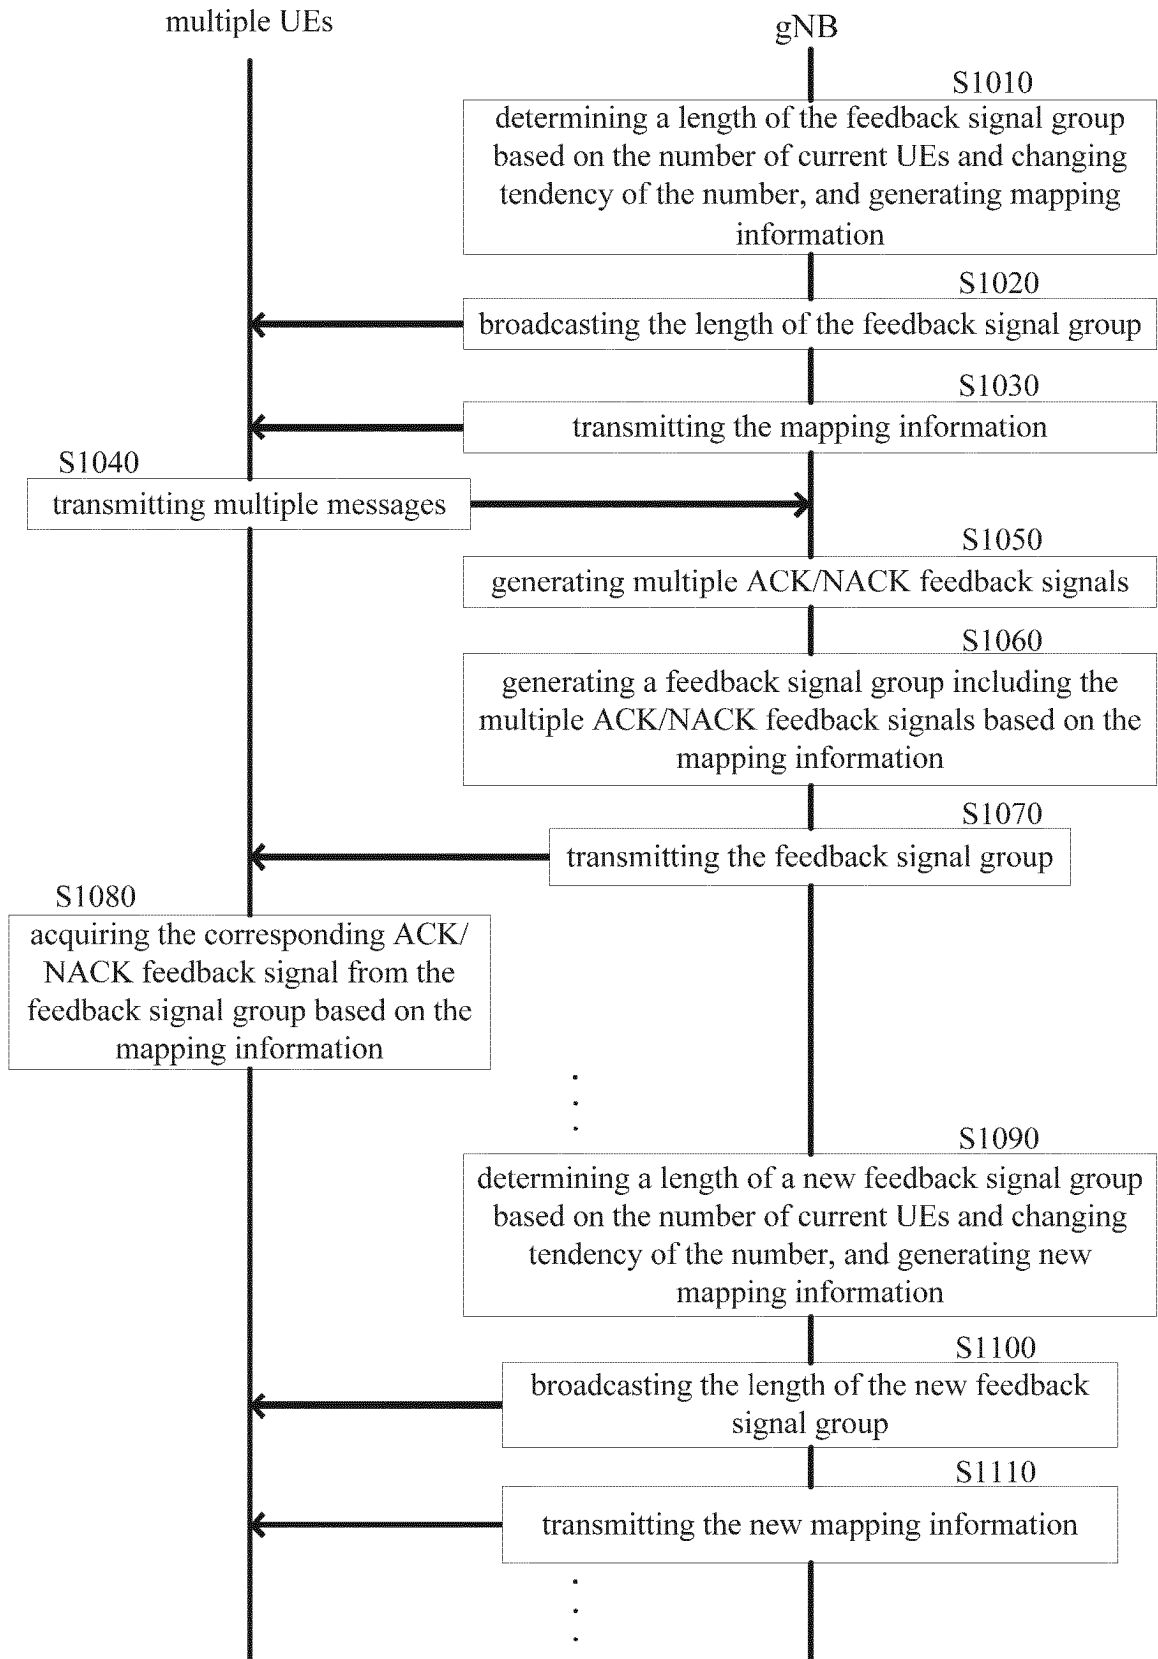 multiple UEs
gNB
S1010
determining a length of the feedback signal group
based on the number of current UEs and changing
tendency of the number, and generating mapping
information
S1020
broadcasting the length of the feedback signal group
S1030
transmitting the mapping information
S1040
transmitting multiple messages
S1050
generating multiple ACK/NACK feedback signals
S1060
generating a feedback signal group including the
multiple ACK/NACK feedback signals based on the
mapping information
S1070
transmitting the feedback signal group
S1080
acquiring the corresponding ACK/
NACK feedback signal from the
feedback signal group based on the
mapping information
S1090
determining a length of a new feedback signal group
based on the number of current UEs and changing
tendency of the number, and generating new
mapping information
S1100
broadcasting the length of the new feedback
signal group
S1110
transmitting the new mapping information